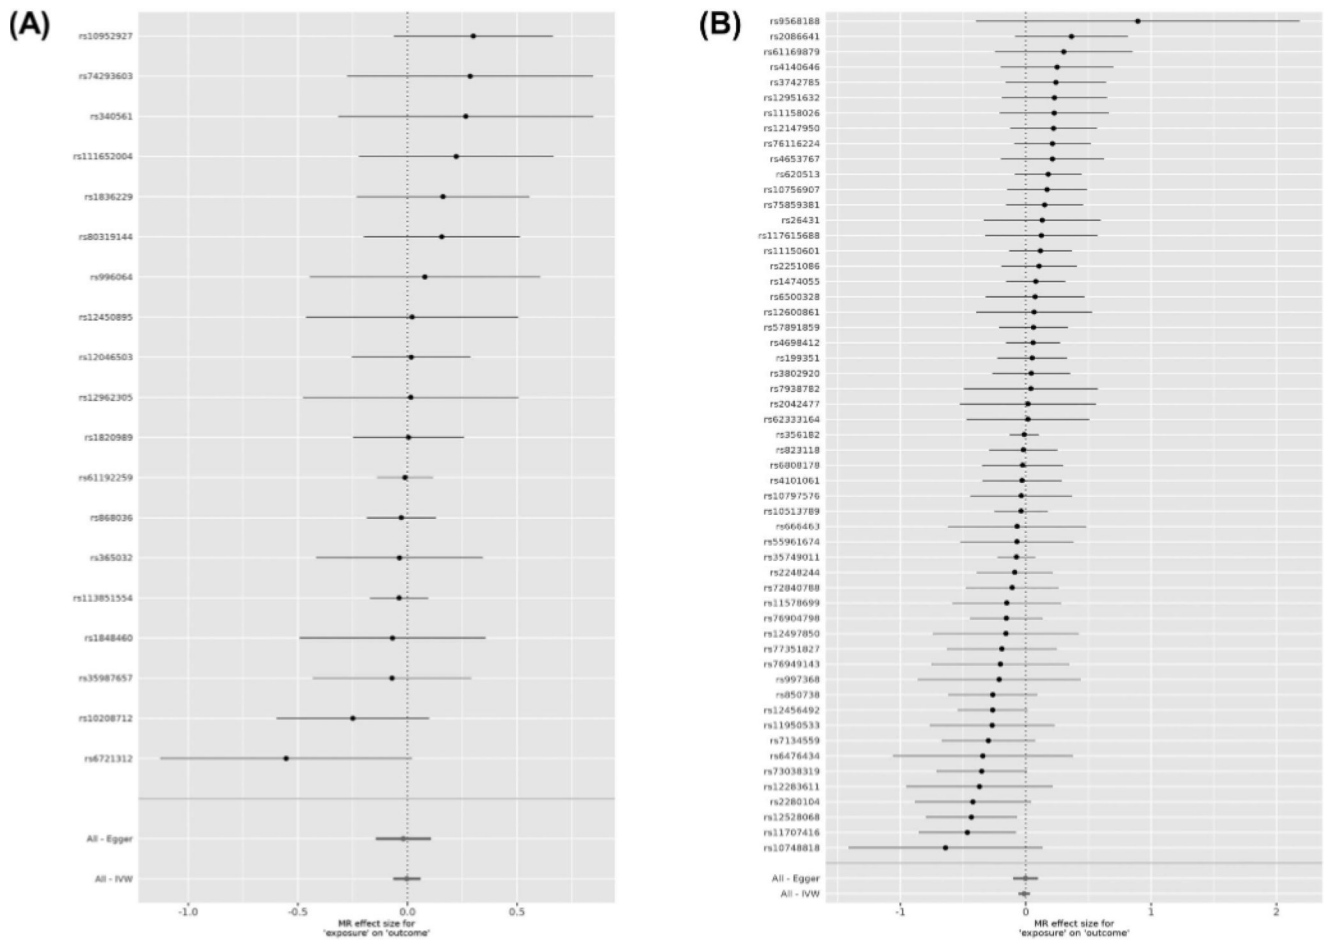 (A)
rs10952927
rs74293603
rs340561
rs111652004
rs1836229
rs80319144
rs996064
rs12450895
rs12046503
rs12962305
rs1820989
rs61192259
rs868036
rs365032
rs113851554
rs1848460
rs35987657
rs10208712
rs6721312
All - Egger
All - IVW
-1.0 -0.5 0.0 0.5
MR effect size for
'exposure' on 'outcome'
(B)
rs9568188
rs2086641
rs61169879
rs4140646
rs3742785
rs12951632
rs11158026
rs12147950
rs76116224
rs4653767
rs620513
rs10756907
rs75859381
rs26431
rs117615688
rs11150601
rs2251086
rs1474055
rs6500328
rs12600861
rs57891859
rs4698412
rs199351
rs3802920
rs7938782
rs2042477
rs62333164
rs356182
rs823118
rs6808178
rs4101061
rs10797576
rs10513789
rs666463
rs55961674
rs35749011
rs2248244
rs72840788
rs11578699
rs76904798
rs12497850
rs77351827
rs76949143
rs997368
rs850738
rs12456492
rs11950533
rs7134559
rs6476434
rs73038319
rs12283611
rs2280104
rs12528068
rs11707416
rs10748818
All - Egger
All - IVW
-1 0 1 2
MR effect size for
'exposure' on 'outcome'